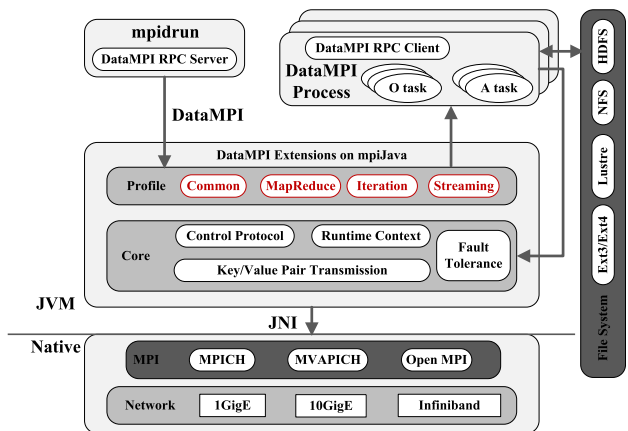 mpidrun
DataMPI RPC Server
DataMPI RPC Client
DataMPI
Process
O task
A task
DataMPI
HDFS
NFS
Lustre
Ext3/Ext4
File System
DataMPI Extensions on mpiJava
Profile
Common
MapReduce
Iteration
Streaming
Core
Control Protocol
Runtime Context
Key/Value Pair Transmission
Fault
Tolerance
JVM
JNI
Native
MPI
MPICH
MVAPICH
Open MPI
Network
1GigE
10GigE
Infiniband